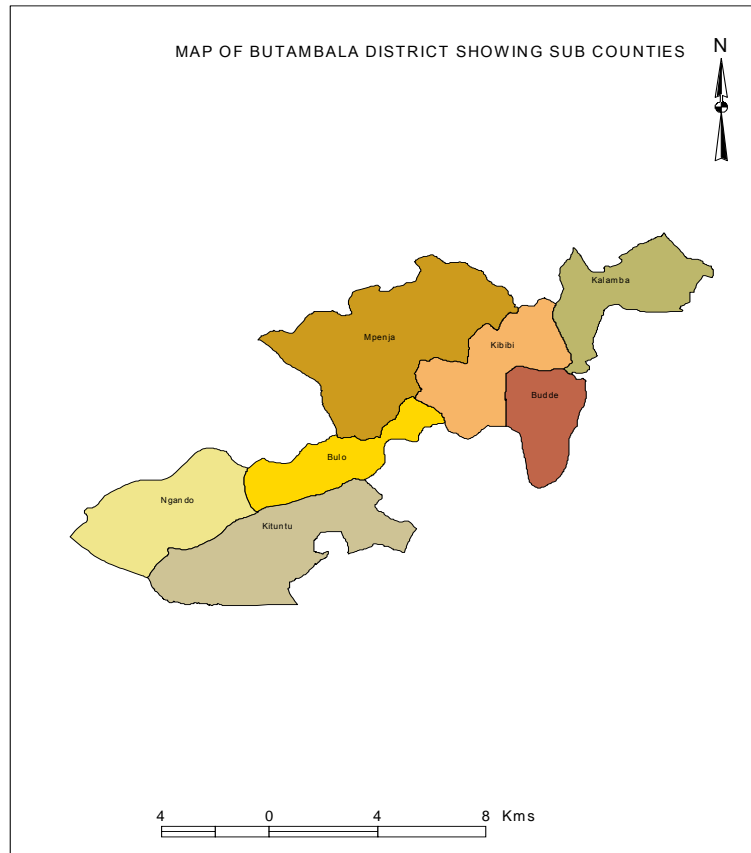 MAP OF BUTAMBALA DISTRICT SHOWING SUB COUNTIES
N
Kalamba
Mpenja
Kibibi
Budde
Bulo
Ngando
Kituntu
4 0 4 8 Kms